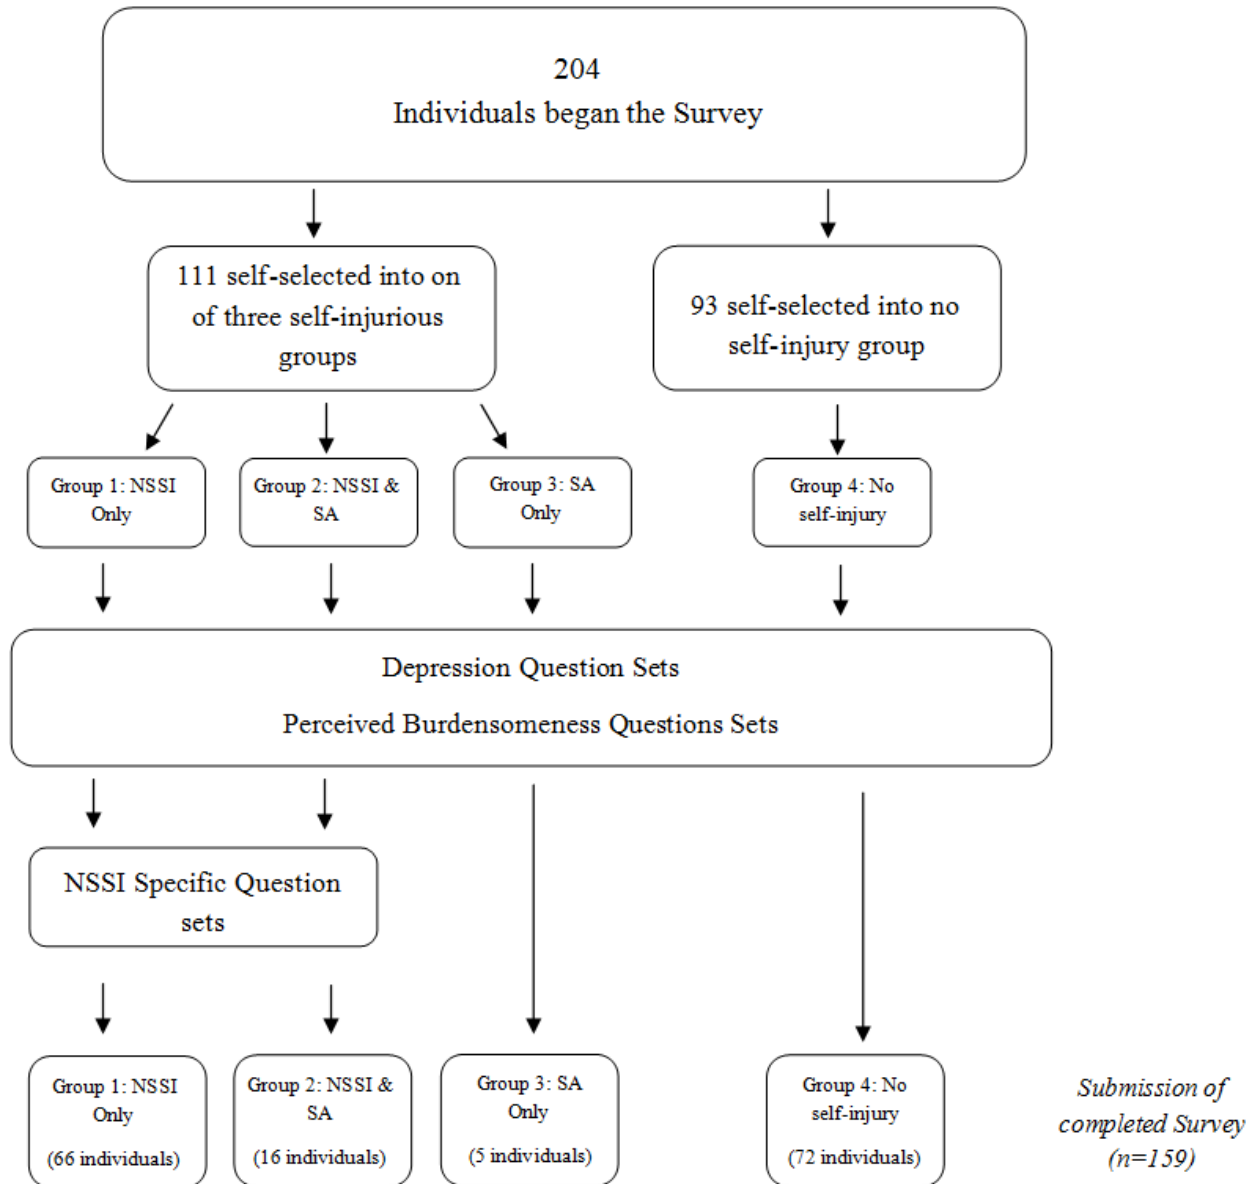 204
Individuals began the Survey
111 self-selected into on
of three self-injurious
groups
93 self-selected into no
self-injury group
Group 1: NSSI
Only
Group 2: NSSI &
SA
Group 3: SA
Only
Group 4: No
self-injury
Depression Question Sets
Perceived Burdensomeness Questions Sets
NSSI Specific Question
sets
Group 1: NSSI
Only
(66 individuals)
Group 2: NSSI &
SA
(16 individuals)
Group 3: SA
Only
(5 individuals)
Group 4: No
self-injury
(72 individuals)
Submission of
completed Survey
(n=159)